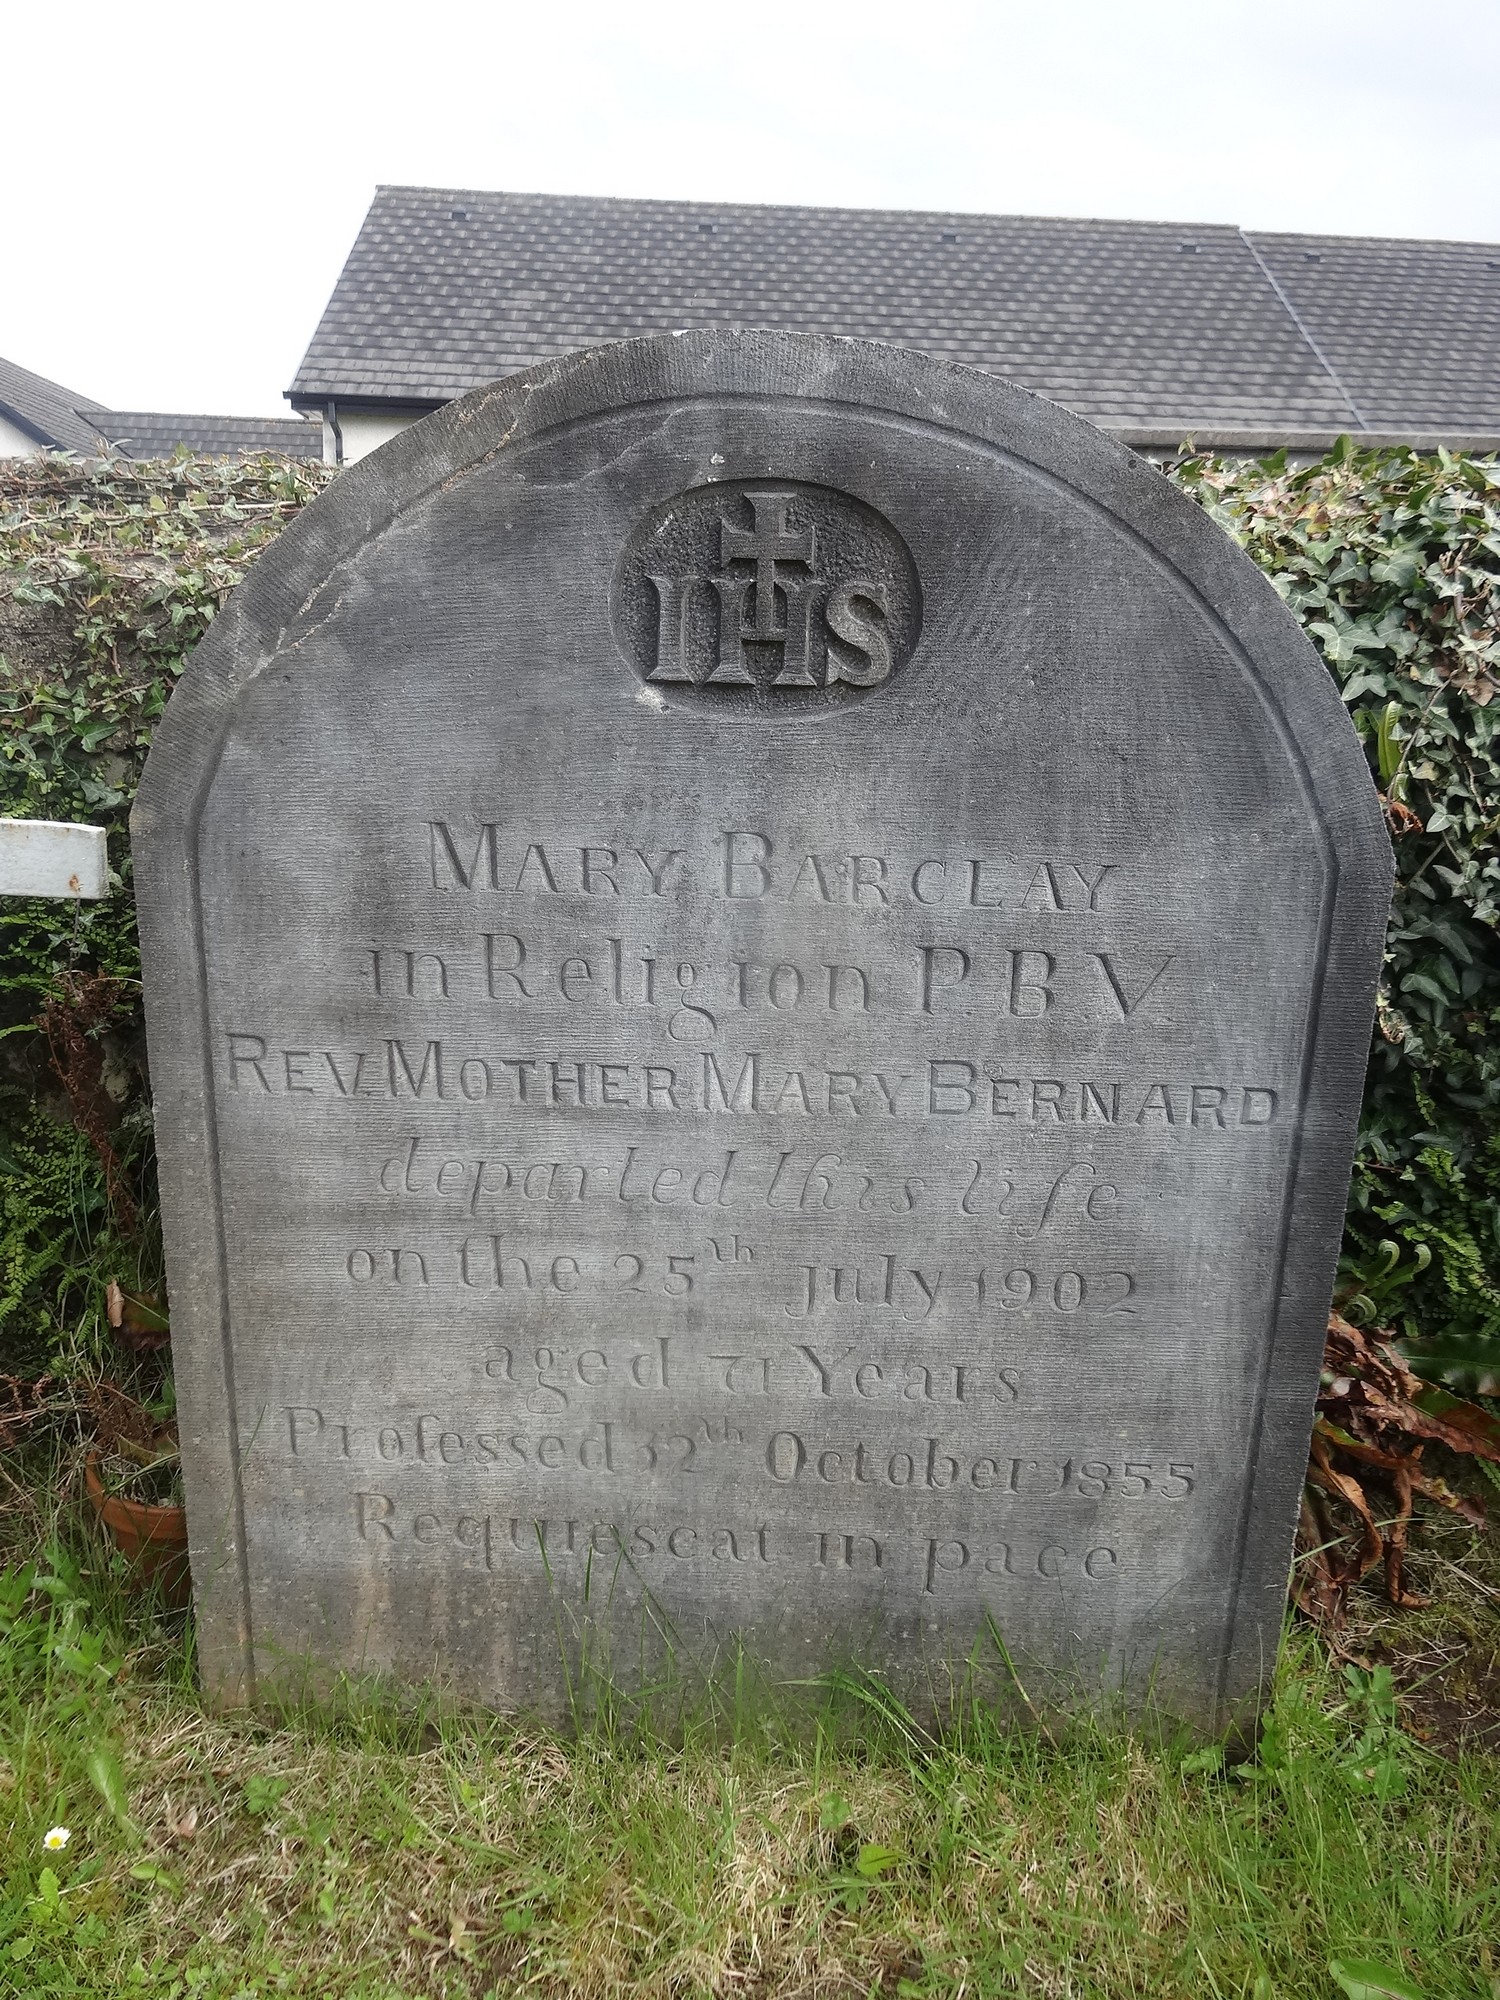 IHS
MARY BARCLAY
in Religion P.B.V.
REV. MOTHER MARY BERNARD
departed this life
on the 25th july 1902
aged 71 Years
Professed 12th October 1855
Requiescat in pace